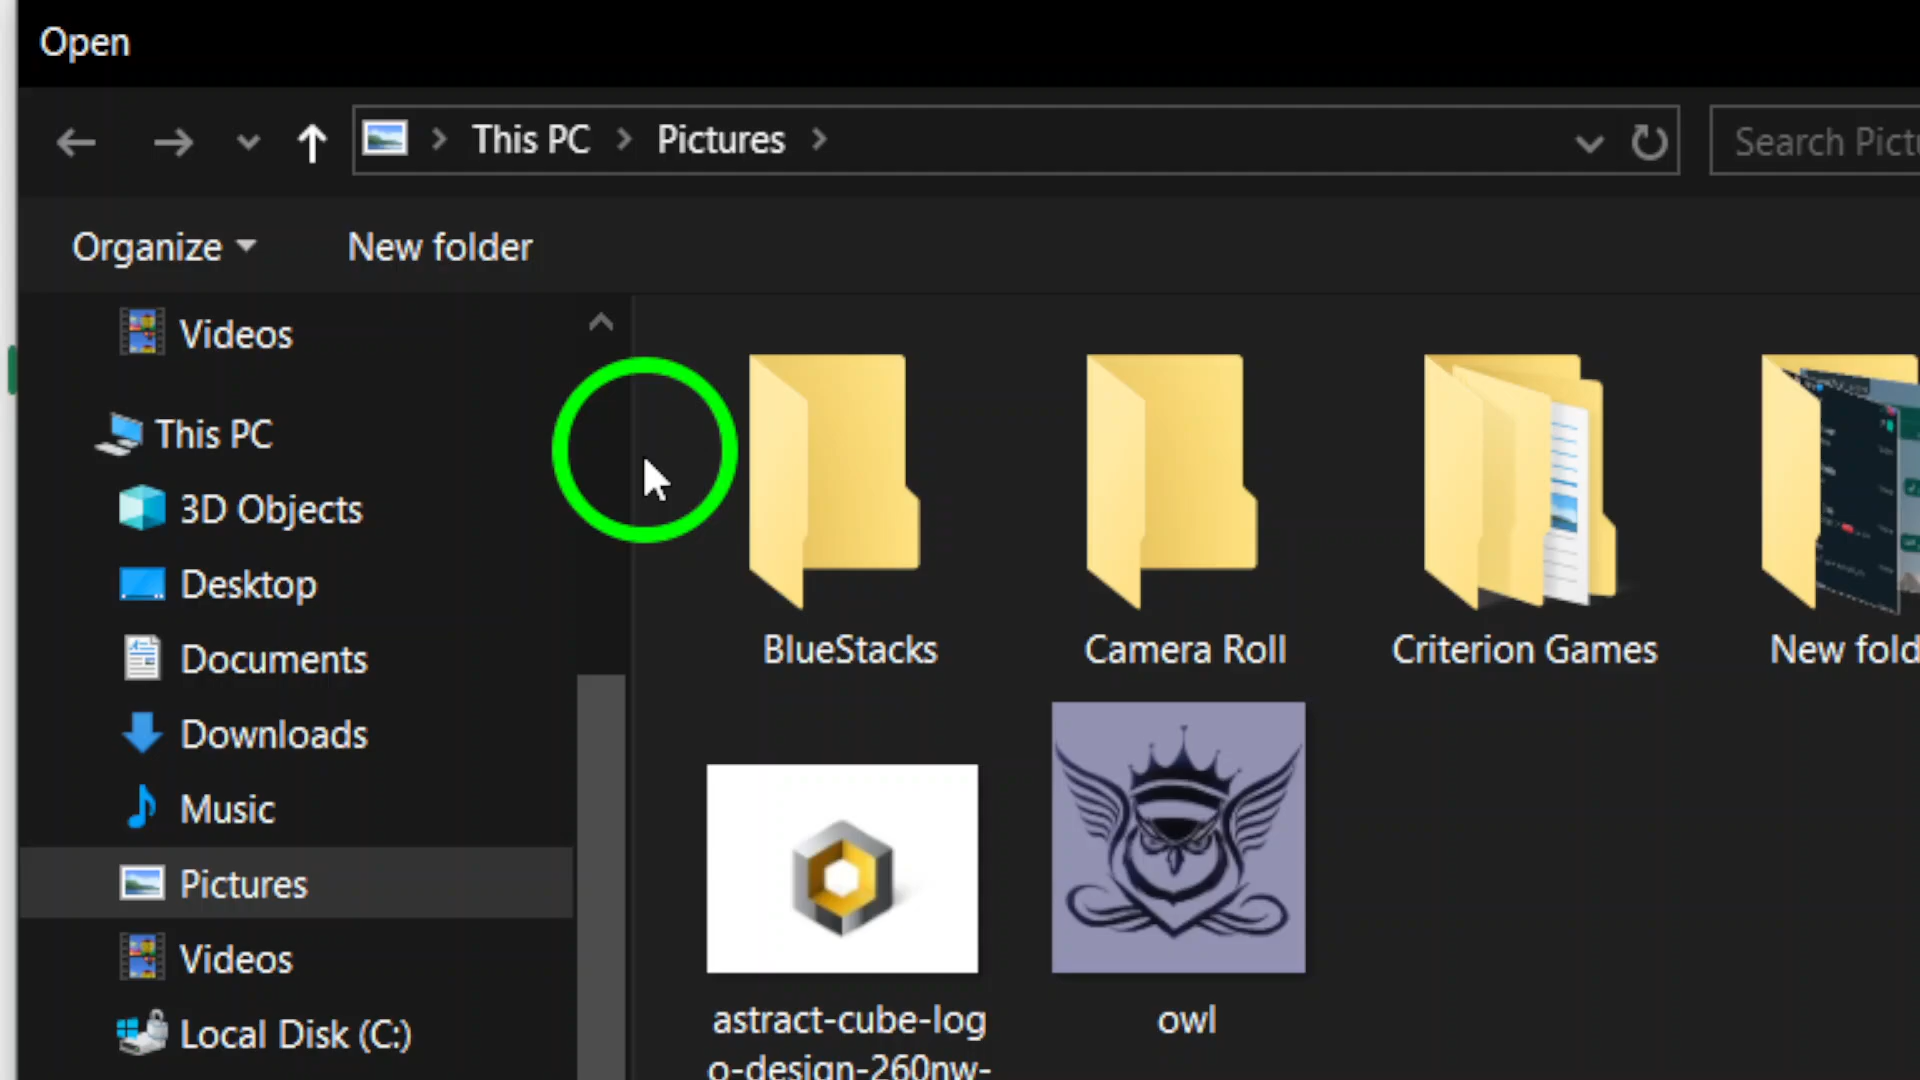 Open
This PC
Pictures
Search Pict
Organize
New folder
Videos
This PC
3D Objects
Desktop
Documents
Downloads
Music
Pictures
Videos
Local Disk (C:)
BlueStacks
Camera Roll
Criterion Games
New fold
astract-cube-log
o-design-260nw-
owl